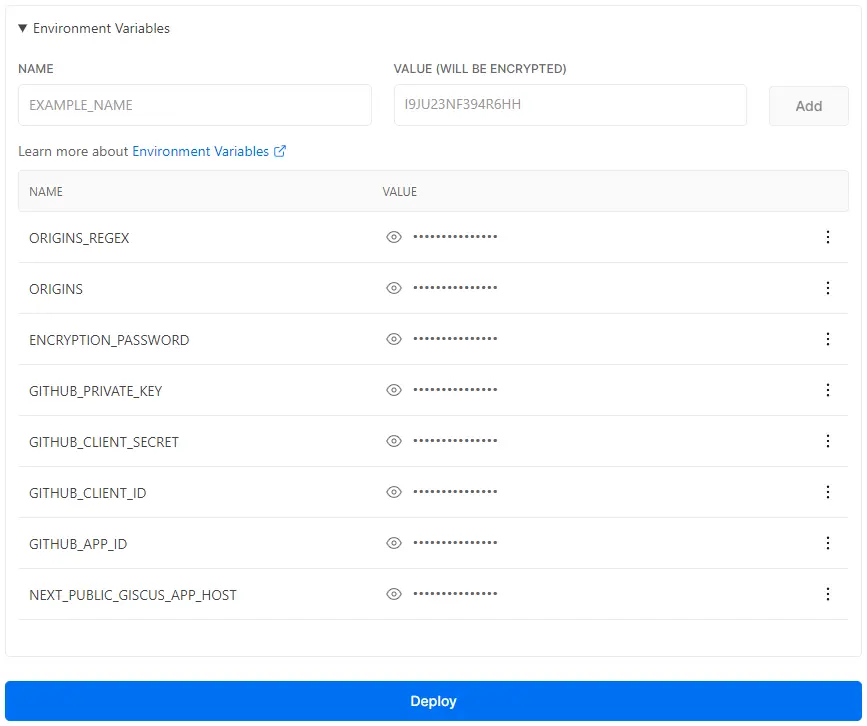 ▼ Environment Variables
NAME VALUE (WILL BE ENCRYPTED)
EXAMPLE_NAME I9JU23NF394R6HH Add
Learn more about Environment Variables
NAME VALUE
ORIGINS_REGEX •••••••••••••••
ORIGINS •••••••••••••••
ENCRYPTION_PASSWORD •••••••••••••••
GITHUB_PRIVATE_KEY •••••••••••••••
GITHUB_CLIENT_SECRET •••••••••••••••
GITHUB_CLIENT_ID •••••••••••••••
GITHUB_APP_ID •••••••••••••••
NEXT_PUBLIC_GISCUS_APP_HOST •••••••••••••••
Deploy